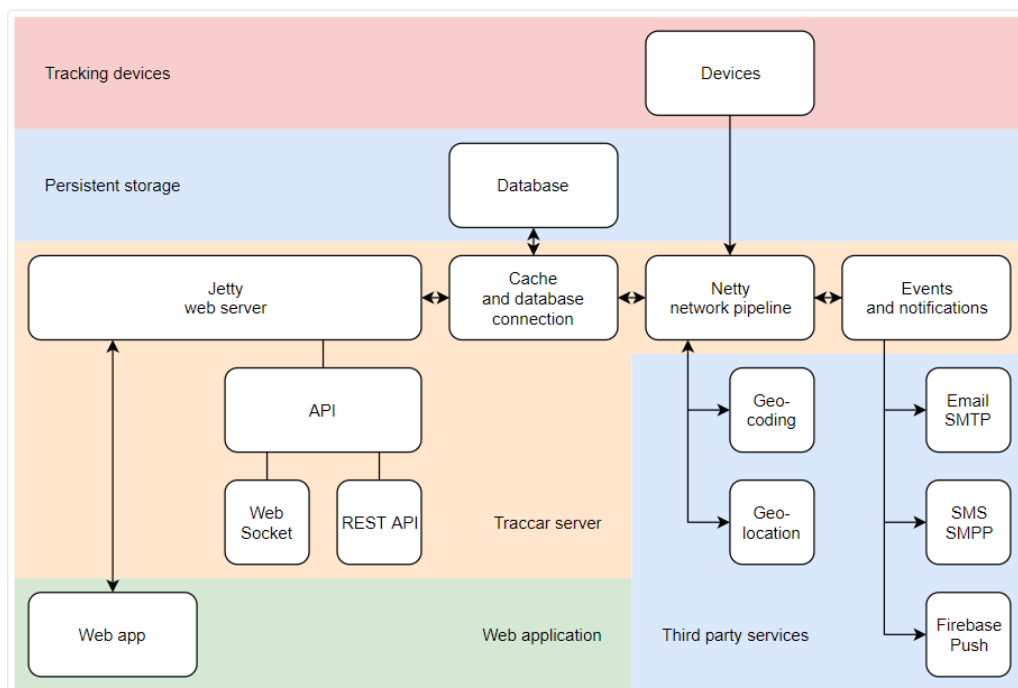 Tracking devices
Devices
Persistent storage
Database
Jetty
web server
Cache
and database
connection
Netty
network pipeline
Events
and notifications
API
Geo-
coding
Email
SMTP
Web
Socket
REST API
Traccar server
Geo-
location
SMS
SMPP
Web app
Web application
Third party services
Firebase
Push